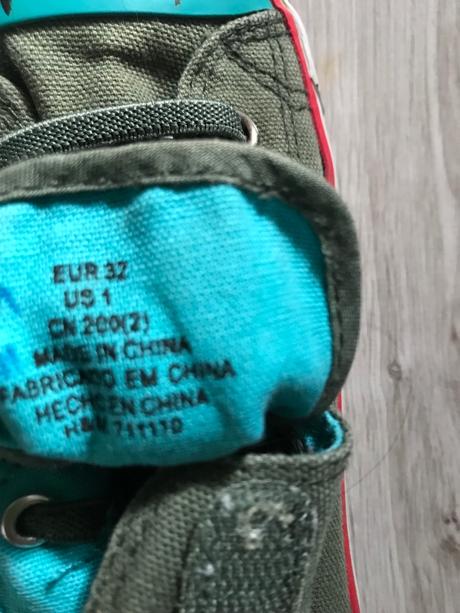 EUR 32
US 1
CN 200(2)
MADE IN CHINA
FABRICADO EM CHINA
HECHO EN CHINA
H&M 711110